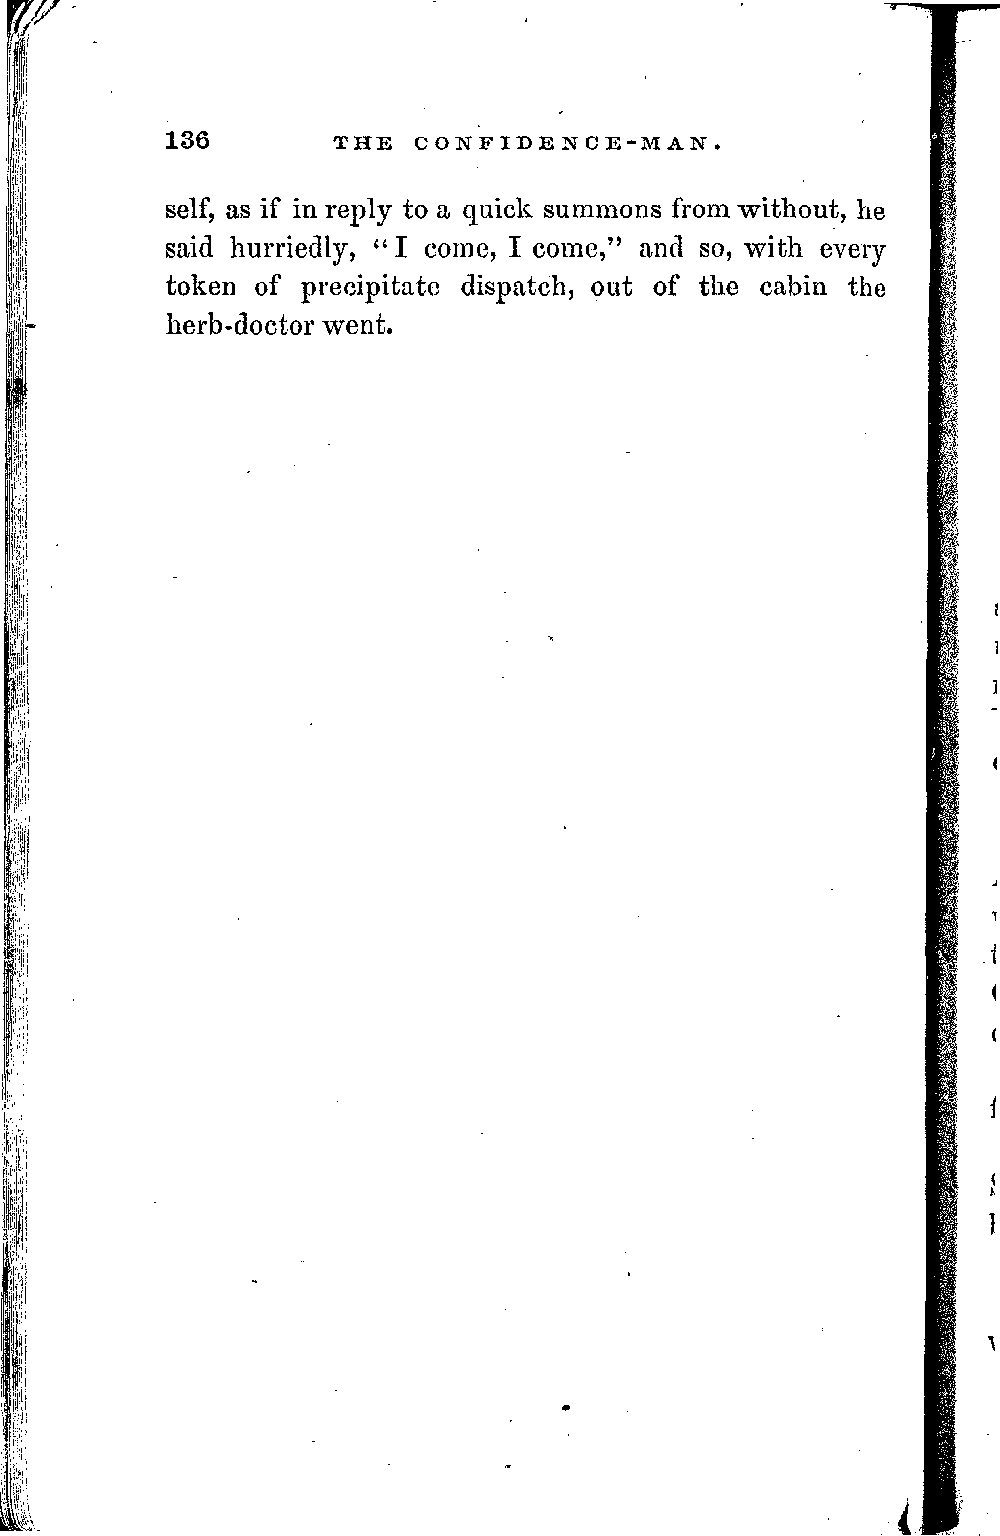 136 THE CONFIDENCE-MAN.
self, as if in reply to a quick summons from without, he
said hurriedly, “I come, I come,” and so, with every
token of precipitate dispatch, out of the cabin the
herb-doctor went.